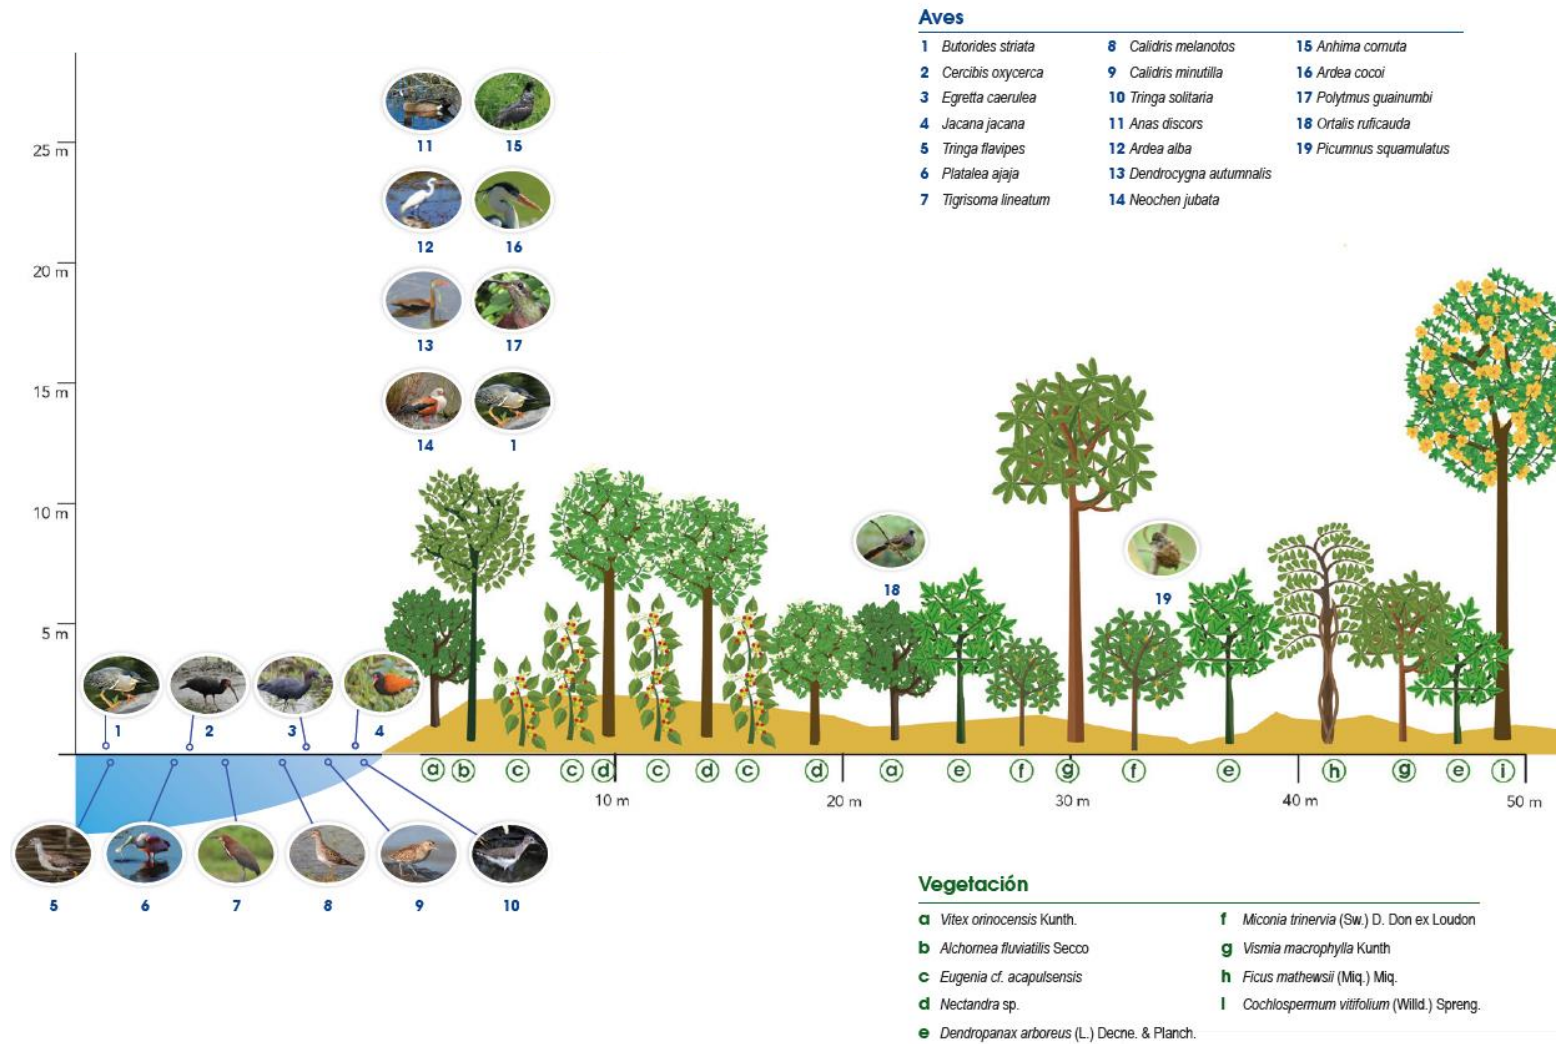 Aves
1 Butorides striata
2 Cercibis oxycerca
3 Egretta caerulea
4 Jacana jacana
5 Tringa flavipes
6 Platalea ajaja
7 Tigrisoma lineatum
8 Calidris melanotos
9 Calidris minutilla
10 Tringa solitaria
11 Anas discors
12 Ardea alba
13 Dendrocygna autumnalis
14 Neochen jubata
15 Anhima cornuta
16 Ardea cocoi
17 Polytmus guainumbi
18 Ortalis ruficauda
19 Picumnus squamulatus
25 m
20 m
15 m
10 m
5 m
11 15
12 16
13 17
14 1
18
19
1 2 3 4
a b c c d c d c d a e f g f e h g e i
10 m 20 m 30 m 40 m 50 m
5 6 7 8 9 10
Vegetación
a Vitex orinocensis Kunth.
b Alchornea fluviatilis Secco
c Eugenia cf. acapulsensis
d Nectandra sp.
e Dendropanax arboreus (L.) Decne. & Planch.
f Miconia trinervia (Sw.) D. Don ex Loudon
g Vismia macrophylla Kunth
h Ficus mathewsii (Miq.) Miq.
I Cochlospermum vitifolium (Willd.) Spreng.